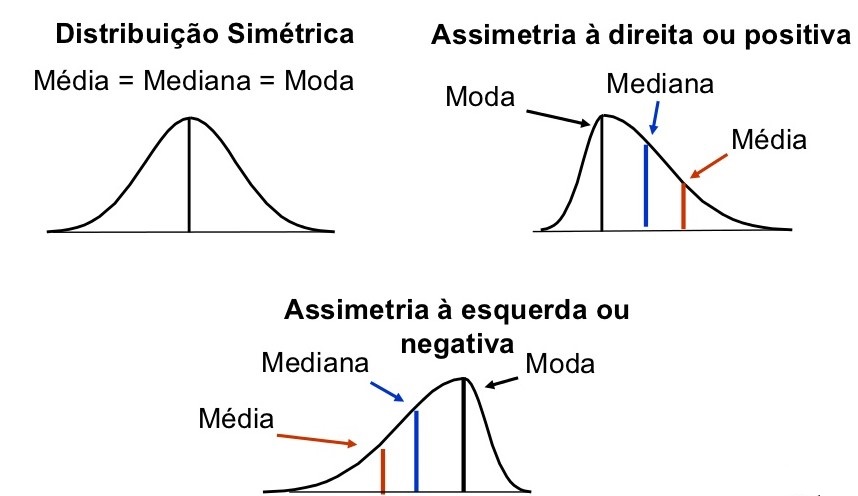 Distribuição Simétrica
Média = Mediana = Moda
Assimetria à direita ou positiva
Moda
Mediana
Média
Assimetria à esquerda ou
negativa
Mediana
Moda
Média